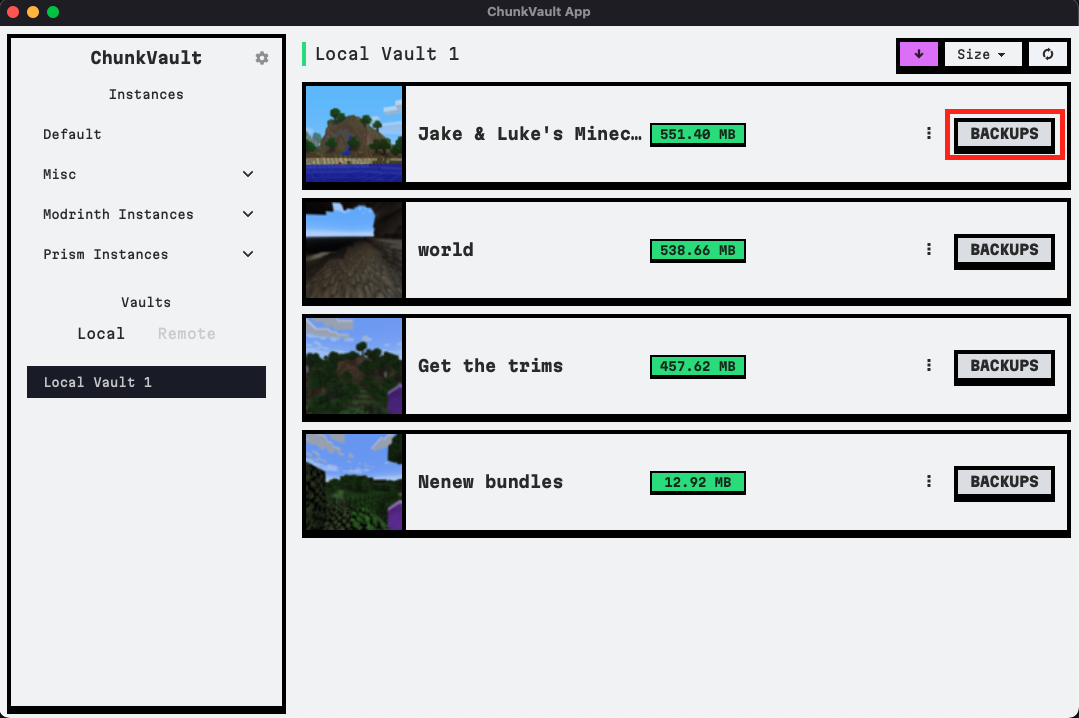 ChunkVault App
ChunkVault
Instances
Default
Misc
Modrinth Instances
Prism Instances
Vaults
Local Remote
Local Vault 1
Local Vault 1
Size
Jake & Luke's Minec… 551.40 MB BACKUPS
world 538.66 MB BACKUPS
Get the trims 457.62 MB BACKUPS
Nenew bundles 12.92 MB BACKUPS